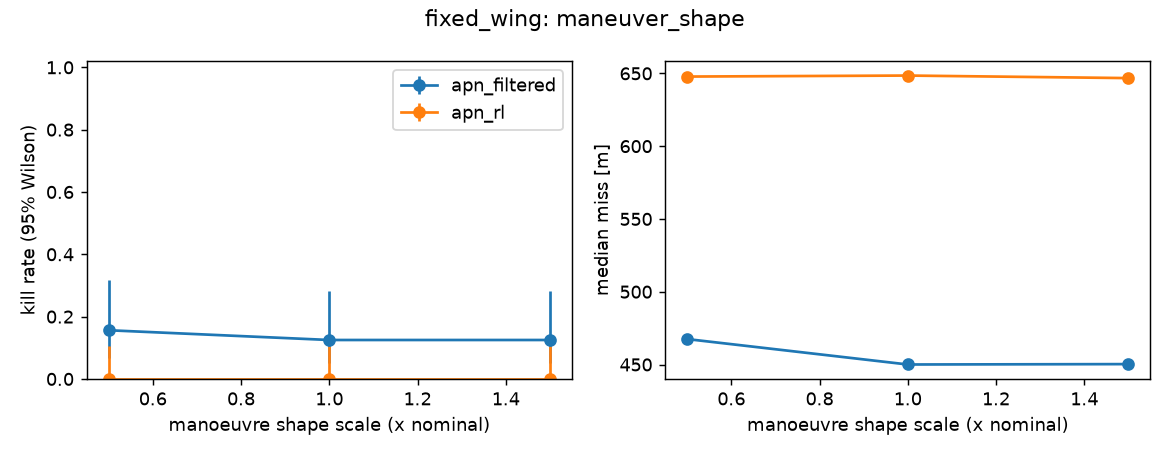 fixed_wing: maneuver_shape
kill rate (95% Wilson)
1.0
0.8
0.6
0.4
0.2
0.0
apn_filtered
apn_rl
0.6 0.8 1.0 1.2 1.4
manoeuvre shape scale (x nominal)
median miss [m]
650
600
550
500
450
0.6 0.8 1.0 1.2 1.4
manoeuvre shape scale (x nominal)